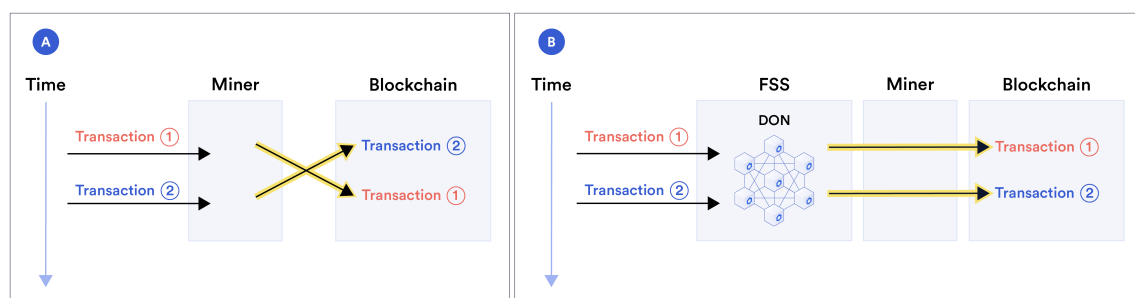 A
Time
Miner
Blockchain
Transaction 1
Transaction 2
Transaction 2
Transaction 1
B
Time
FSS
Miner
Blockchain
DON
Transaction 1
Transaction 1
Transaction 2
Transaction 2